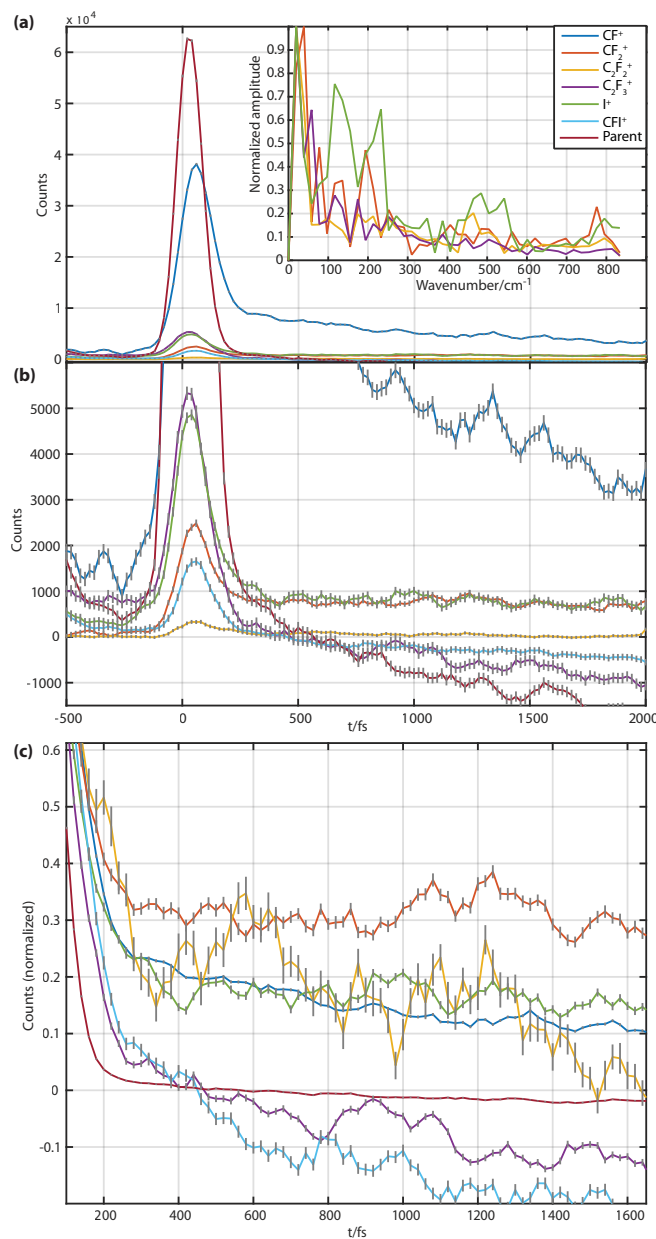 (a)
x 10⁴
6
5
4
3
2
1
0
Counts
0.9
0.8
0.7
0.6
0.5
0.4
0.3
0.2
0.1
0
Normalized amplitude
0 100 200 300 400 500 600 700 800
Wavenumber/cm⁻¹
CF⁺
CF₂⁺
C₂F₂⁺
C₂F₃⁺
I⁺
CFI⁺
Parent
(b)
5000
4000
3000
2000
1000
0
-1000
Counts
-500 0 500 1000 1500 2000
t/fs
(c)
0.6
0.5
0.4
0.3
0.2
0.1
0
-0.1
Counts (normalized)
200 400 600 800 1000 1200 1400 1600
t/fs